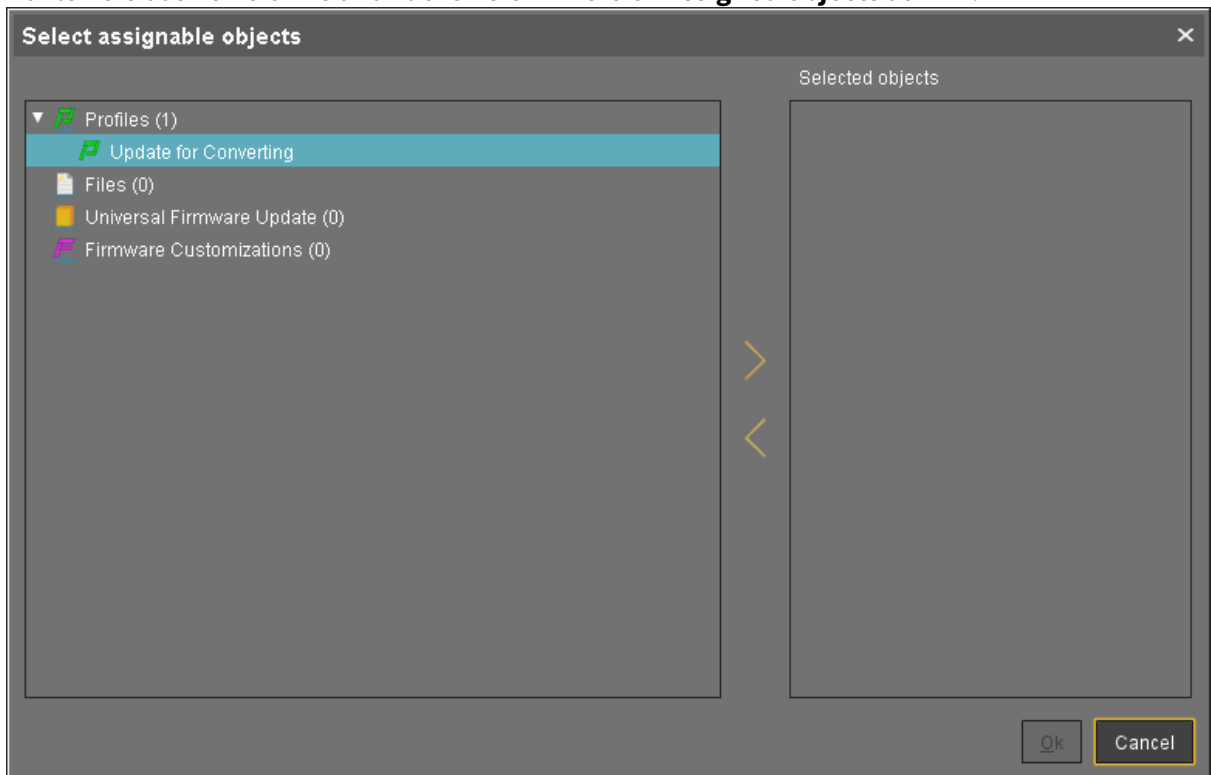 Select assignable objects
Selected objects
Profiles (1)
Update for Converting
Files (0)
Universal Firmware Update (0)
Firmware Customizations (0)
Ok
Cancel